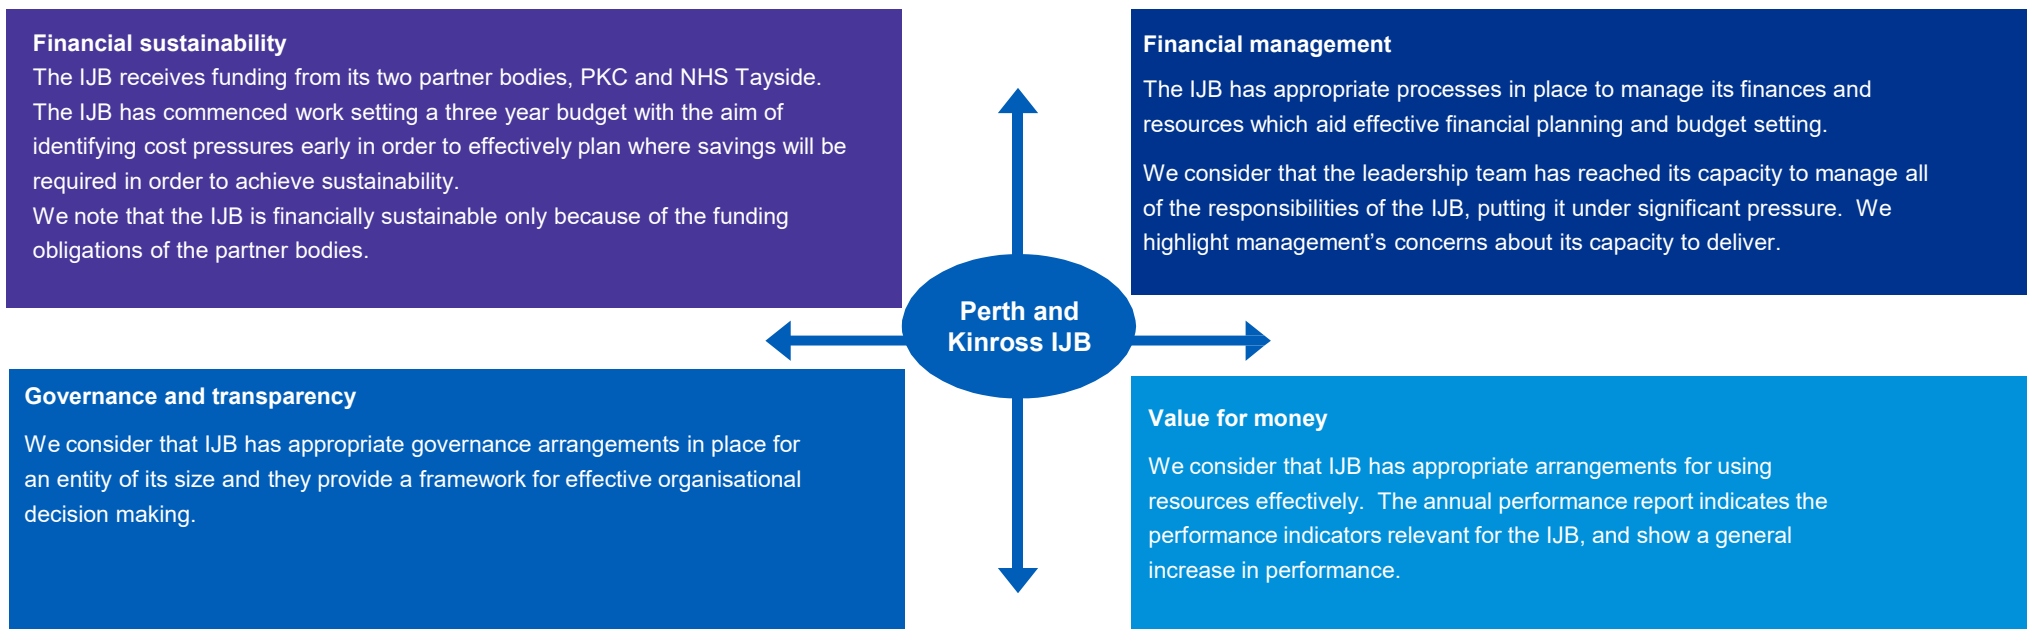 Financial sustainability
The IJB receives funding from its two partner bodies, PKC and NHS Tayside.
The IJB has commenced work setting a three year budget with the aim of
identifying cost pressures early in order to effectively plan where savings will be
required in order to achieve sustainability.
We note that the IJB is financially sustainable only because of the funding
obligations of the partner bodies.
Financial management
The IJB has appropriate processes in place to manage its finances and
resources which aid effective financial planning and budget setting.
We consider that the leadership team has reached its capacity to manage all
of the responsibilities of the IJB, putting it under significant pressure.  We
highlight management’s concerns about its capacity to deliver.
Perth and
Kinross IJB
Governance and transparency
We consider that IJB has appropriate governance arrangements in place for
an entity of its size and they provide a framework for effective organisational
decision making.
Value for money
We consider that IJB has appropriate arrangements for using
resources effectively.  The annual performance report indicates the
performance indicators relevant for the IJB, and show a general
increase in performance.